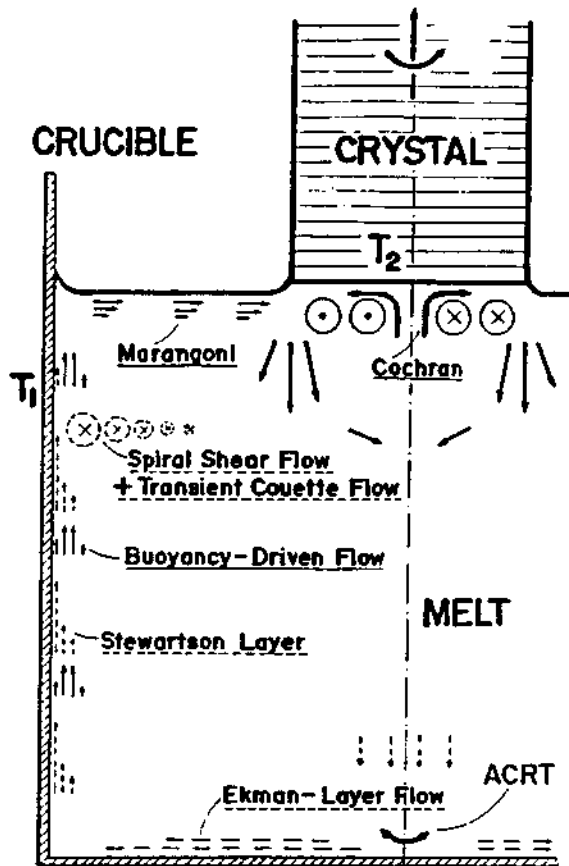 CRUCIBLE
CRYSTAL
T2
Marangoni
Cochran
T1
Spiral Shear Flow
+ Transient Couette Flow
Buoyancy-Driven Flow
MELT
Stewartson Layer
ACRT
Ekman-Layer Flow